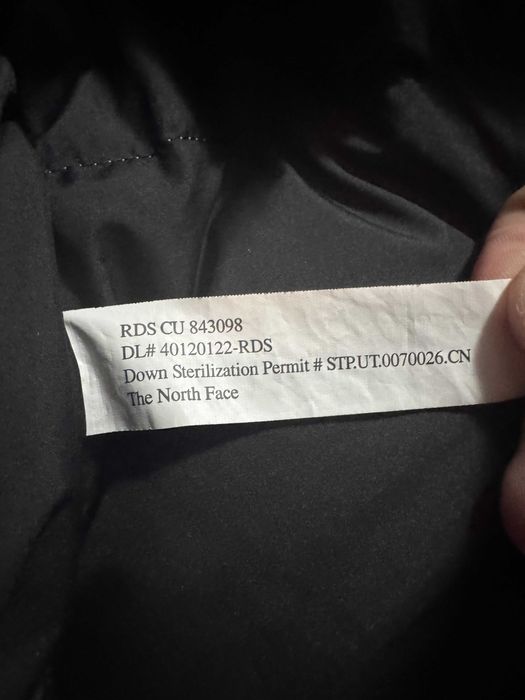 RDS CU 843098
DL# 40120122-RDS
Down Sterilization Permit # STP.UT.0070026.CN
The North Face